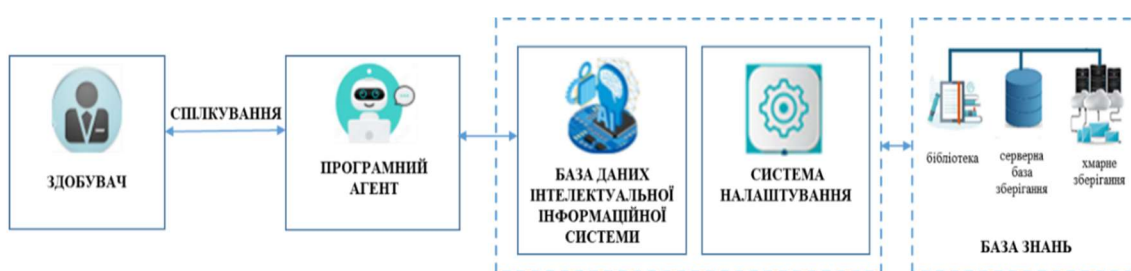 ЗДОБУВАЧ
СПІЛКУВАННЯ
ПРОГРАМНИЙ
АГЕНТ
БАЗА ДАНИХ
ІНТЕЛЕКТУАЛЬНОЇ
ІНФОРМАЦІЙНОЇ
СИСТЕМИ
СИСТЕМА
НАЛАШТУВАННЯ
бібліотека
серверна
база
зберігання
хмарне
зберігання
БАЗА ЗНАНЬ